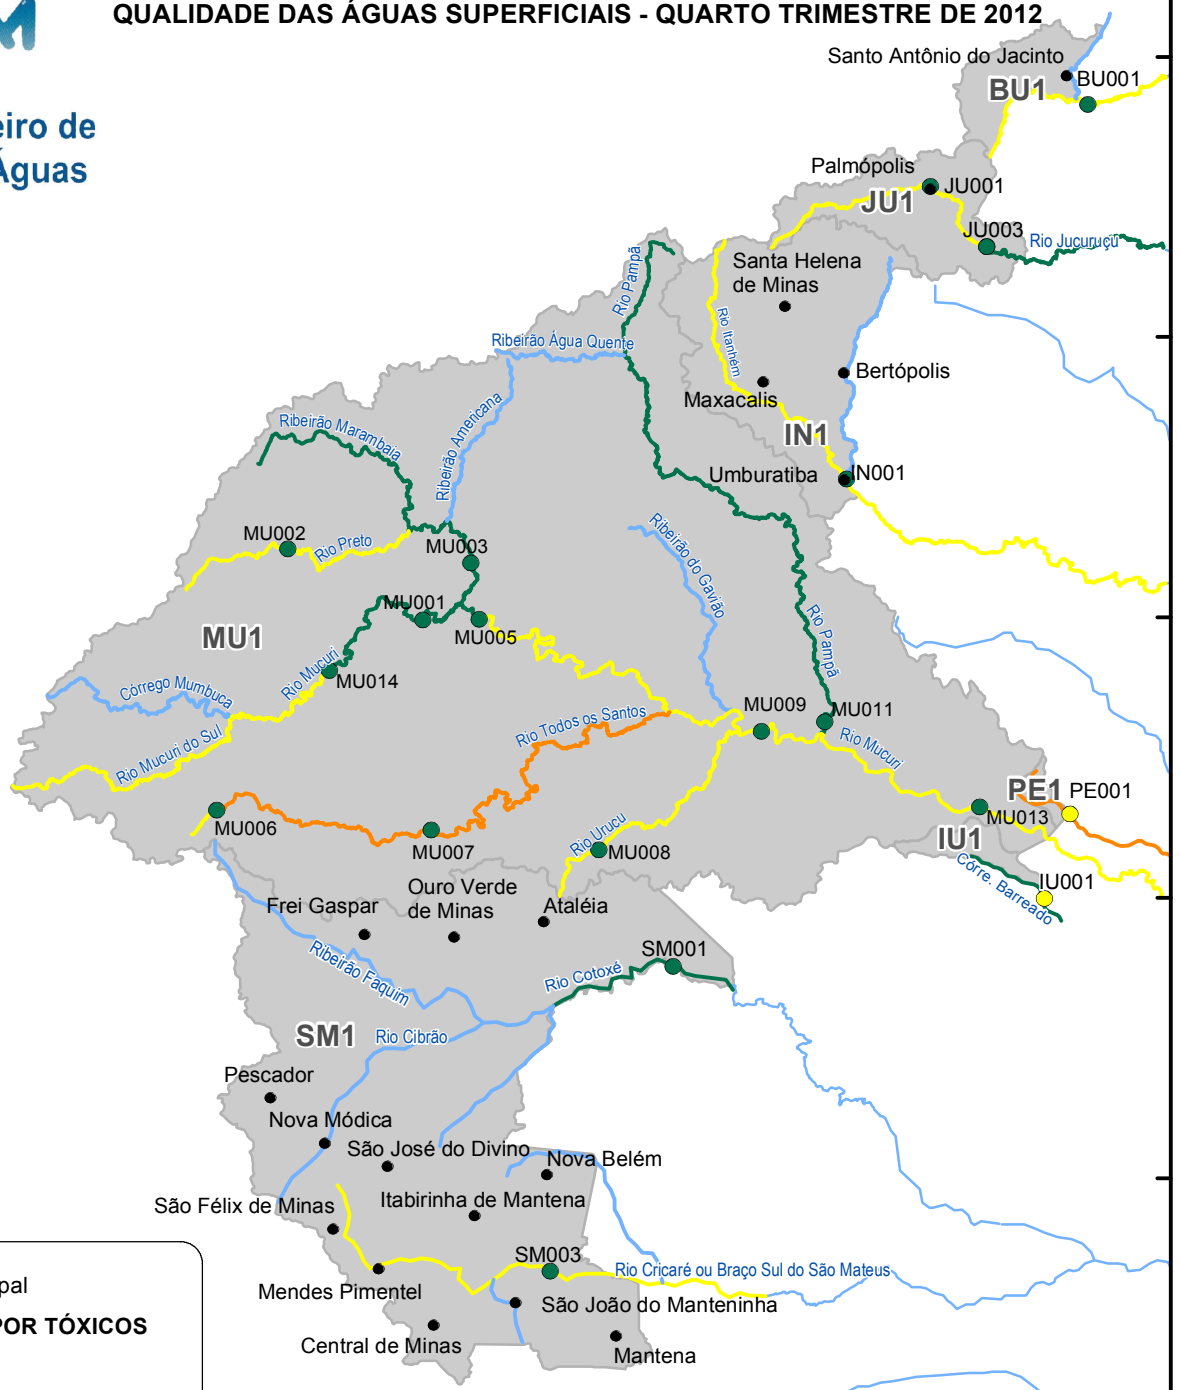 QUALIDADE DAS ÁGUAS SUPERFICIAIS - QUARTO TRIMESTRE DE 2012
eiro de
Águas
Santo Antônio do Jacinto
BU001
BU1
Palmópolis
JU001
JU1
JU003
Rio Jucuruçu
Rio Pampã
Santa Helena
de Minas
Rio Itanhém
Ribeirão Água Quente
Bertópolis
Maxacalis
Ribeirão Americana
Ribeirão Marambaia
IN1
Umburatiba
IN001
MU002
Rio Preto
MU003
Ribeirão do Gavião
MU001
MU005
Rio Pampã
MU1
Rio Mucuri
MU014
Córrego Mumbuca
MU009
MU011
Rio Todos os Santos
Rio Mucuri
Rio Mucuri do Sul
PE1
PE001
MU013
MU006
MU007
Rio Urucu
MU008
IU1
Córre. Barreado
IU001
Ouro Verde
de Minas
Frei Gaspar
Ataléia
SM001
Ribeirão Faquim
Rio Cotoxé
SM1
Rio Cibrão
Pescador
Nova Módica
São José do Divino
Nova Belém
São Félix de Minas
Itabirinha de Mantena
SM003
Rio Cricaré ou Braço Sul do São Mateus
Mendes Pimentel
São João do Manteninha
Central de Minas
Mantena
pal
POR TÓXICOS